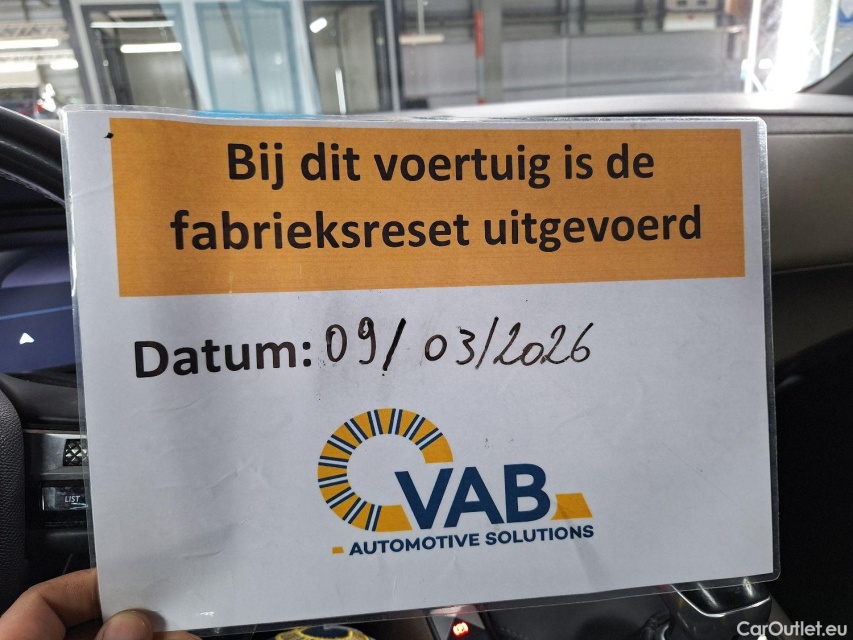 Bij dit voertuig is de
fabrieksreset uitgevoerd
Datum: 09/03/2026
VAB
AUTOMOTIVE SOLUTIONS
LIST
CarOutlet.eu